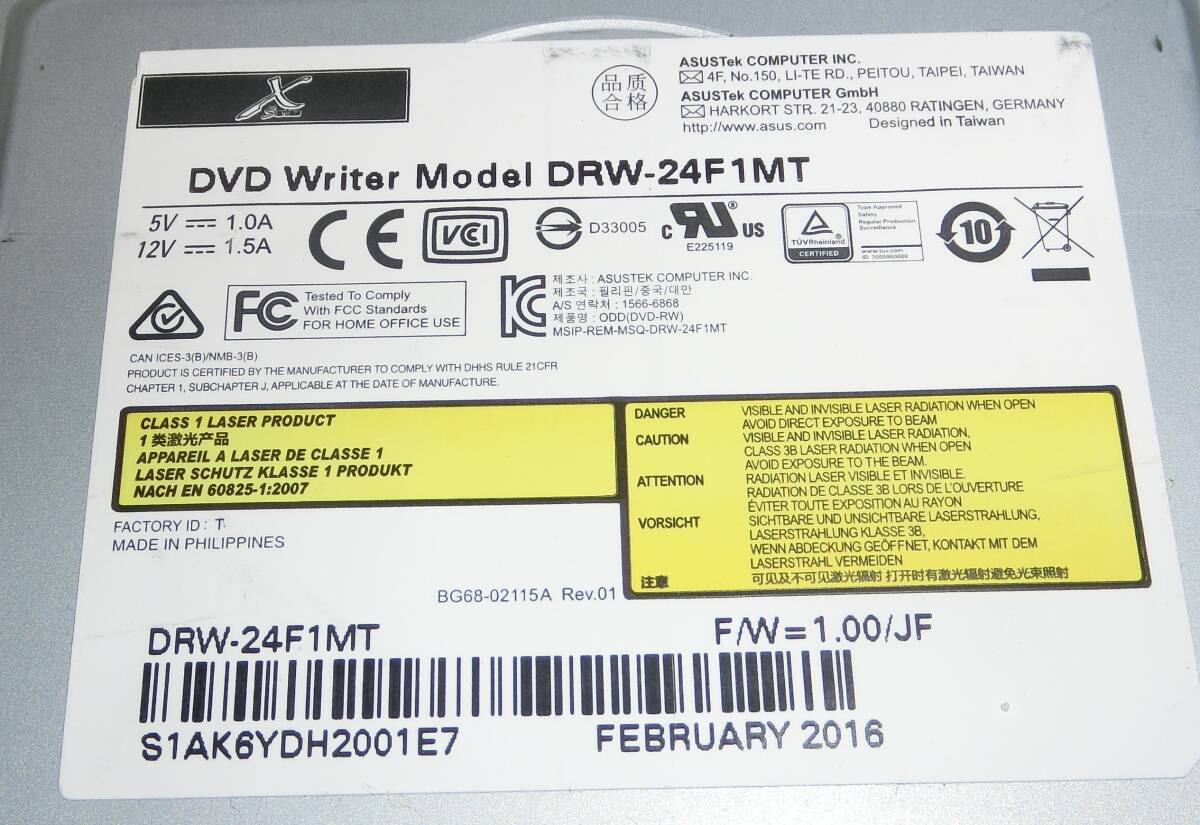 X
品质
合格
ASUSTek COMPUTER INC.
4F, No.150, LI-TE RD., PEITOU, TAIPEI, TAIWAN
ASUSTek COMPUTER GmbH
HARKORT STR. 21-23, 40880 RATINGEN, GERMANY
http://www.asus.com Designed in Taiwan
DVD Writer Model DRW-24F1MT
5V ⎓ 1.0A
12V ⎓ 1.5A
CE
VCCI
D33005
c RU US
E225119
TÜVRheinland
CERTIFIED
Type Approved
Safety
Regular Production
Surveillance
www.tuv.com
ID 2000000000
10
FC Tested To Comply
With FCC Standards
FOR HOME OFFICE USE
제조사 : ASUSTEK COMPUTER INC.
제조국 : 필리핀/중국/대만
A/S 연락처 : 1566-6868
제품명 : ODD(DVD-RW)
MSIP-REM-MSQ-DRW-24F1MT
CAN ICES-3(B)/NMB-3(B)
PRODUCT IS CERTIFIED BY THE MANUFACTURER TO COMPLY WITH DHHS RULE 21CFR
CHAPTER 1, SUBCHAPTER J, APPLICABLE AT THE DATE OF MANUFACTURE.
CLASS 1 LASER PRODUCT
1 类激光产品
APPAREIL A LASER DE CLASSE 1
LASER SCHUTZ KLASSE 1 PRODUKT
NACH EN 60825-1:2007
DANGER VISIBLE AND INVISIBLE LASER RADIATION WHEN OPEN
AVOID DIRECT EXPOSURE TO BEAM
CAUTION VISIBLE AND INVISIBLE LASER RADIATION,
CLASS 3B LASER RADIATION WHEN OPEN
AVOID EXPOSURE TO THE BEAM.
ATTENTION RADIATION LASER VISIBLE ET INVISIBLE.
RADIATION DE CLASSE 3B LORS DE L'OUVERTURE
ÉVITER TOUTE EXPOSITION AU RAYON
VORSICHT SICHTBARE UND UNSICHTBARE LASERSTRAHLUNG,
LASERSTRAHLUNG KLASSE 3B,
WENN ABDECKUNG GEÖFFNET, KONTAKT MIT DEM
LASERSTRAHL VERMEIDEN
注意 可见及不可见激光辐射 打开时有激光辐射避免光束照射
FACTORY ID : T
MADE IN PHILIPPINES
BG68-02115A Rev.01
DRW-24F1MT F/W=1.00/JF
S1AK6YDH2001E7 FEBRUARY 2016